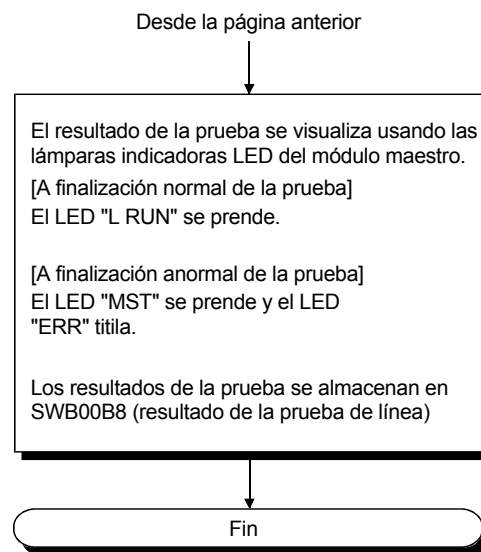 Desde la página anterior
El resultado de la prueba se visualiza usando las
lámparas indicadoras LED del módulo maestro.
[A finalización normal de la prueba]
El LED "L RUN" se prende.
[A finalización anormal de la prueba]
El LED "MST" se prende y el LED
"ERR" titila.
Los resultados de la prueba se almacenan en
SWB00B8 (resultado de la prueba de línea)
Fin